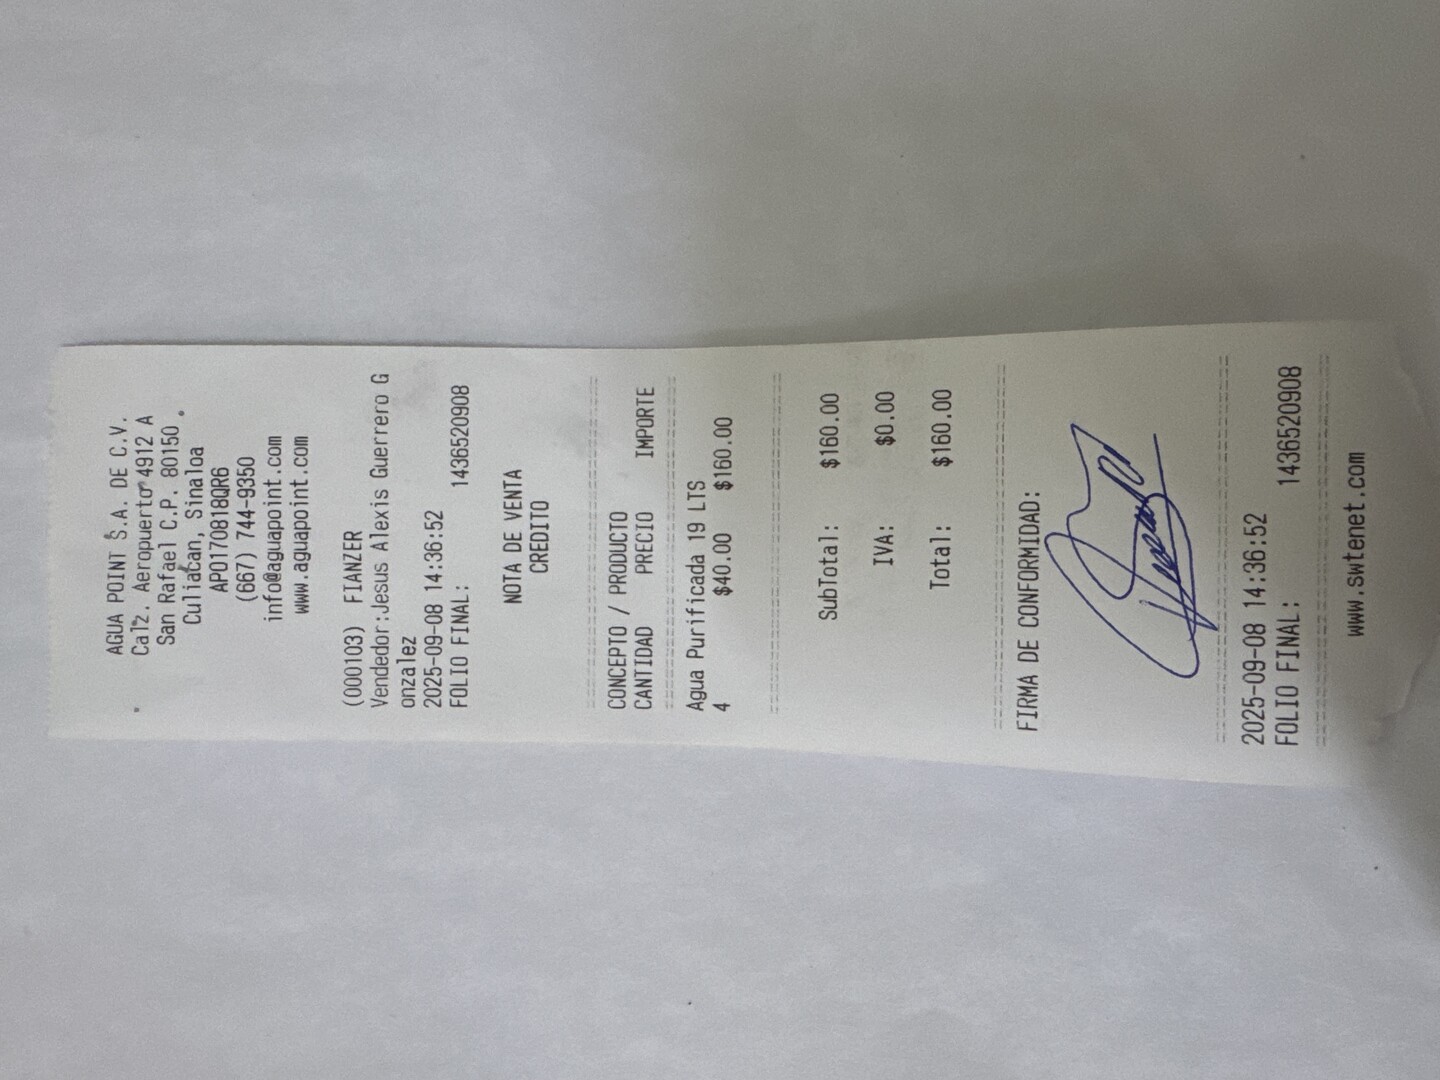 AGUA POINT S.A. DE C.V.
Calz. Aeropuerto 4912 A
San Rafael C.P. 80150 .
Culiacan, Sinaloa
APO170818QR6
(667) 744-9350
info@aguapoint.com
www.aguapoint.com
(000103) FIANZER
Vendedor:Jesus Alexis Guerrero G
onzalez
2025-09-08 14:36:52
FOLIO FINAL: 1436520908
NOTA DE VENTA
CREDITO
CONCEPTO / PRODUCTO
CANTIDAD PRECIO IMPORTE
Agua Purificada 19 LTS
4 $40.00 $160.00
SubTotal: $160.00
IVA: $0.00
Total: $160.00
FIRMA DE CONFORMIDAD:
2025-09-08 14:36:52
FOLIO FINAL: 1436520908
www.swtenet.com